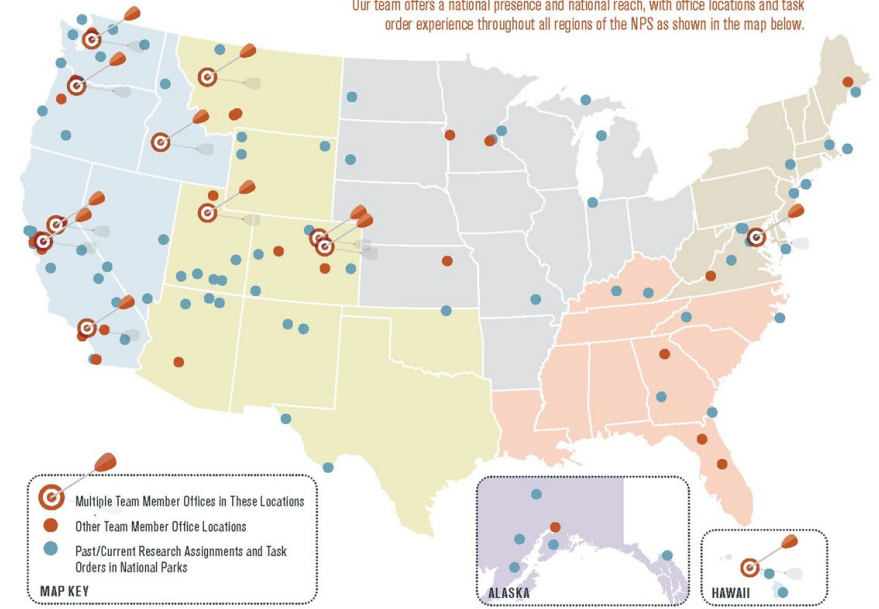 Our team offers a national presence and national reach, with office locations and task
order experience throughout all regions of the NPS as shown in the map below.
Multiple Team Member Offices in These Locations
Other Team Member Office Locations
Past/Current Research Assignments and Task
Orders in National Parks
MAP KEY
ALASKA
HAWAII